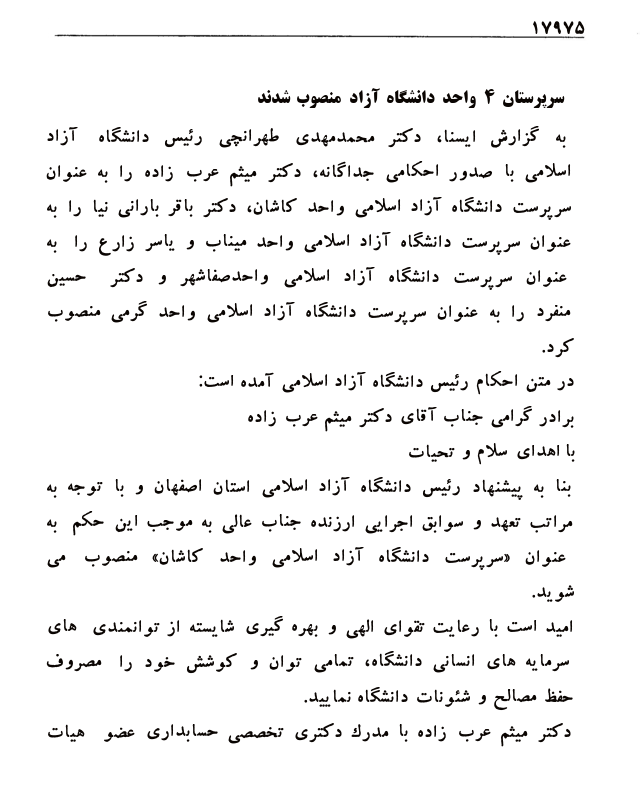 ۱۷۹۷۵
سرپرستان ۴ واحد دانشگاه آزاد منصوب شدند
به گزارش ایسنا، دکتر محمدمهدی طهرانچی رئیس دانشگاه آزاد
اسلامی با صدور احکامی جداگانه، دکتر میثم عرب زاده را به عنوان
سرپرست دانشگاه آزاد اسلامی واحد کاشان، دکتر باقر بارانی نیا را به
عنوان سرپرست دانشگاه آزاد اسلامی واحد میناب و یاسر زارع را به
عنوان سرپرست دانشگاه آزاد اسلامی واحدصفاشهر و دکتر حسین
منفرد را به عنوان سرپرست دانشگاه آزاد اسلامی واحد گرمی منصوب
کرد.
در متن احکام رئیس دانشگاه آزاد اسلامی آمده است:
برادر گرامی جناب آقای دکتر میثم عرب زاده
با اهدای سلام و تحیات
بنا به پیشنهاد رئیس دانشگاه آزاد اسلامی استان اصفهان و با توجه به
مراتب تعهد و سوابق اجرایی ارزنده جناب عالی به موجب این حکم به
عنوان «سرپرست دانشگاه آزاد اسلامی واحد کاشان» منصوب می
شوید.
امید است با رعایت تقوای الهی و بهره گیری شایسته از توانمندی های
سرمایه های انسانی دانشگاه، تمامی توان و کوشش خود را مصروف
حفظ مصالح و شئونات دانشگاه نمایید.
دکتر میثم عرب زاده با مدرک دکتری تخصصی حسابداری عضو هیات